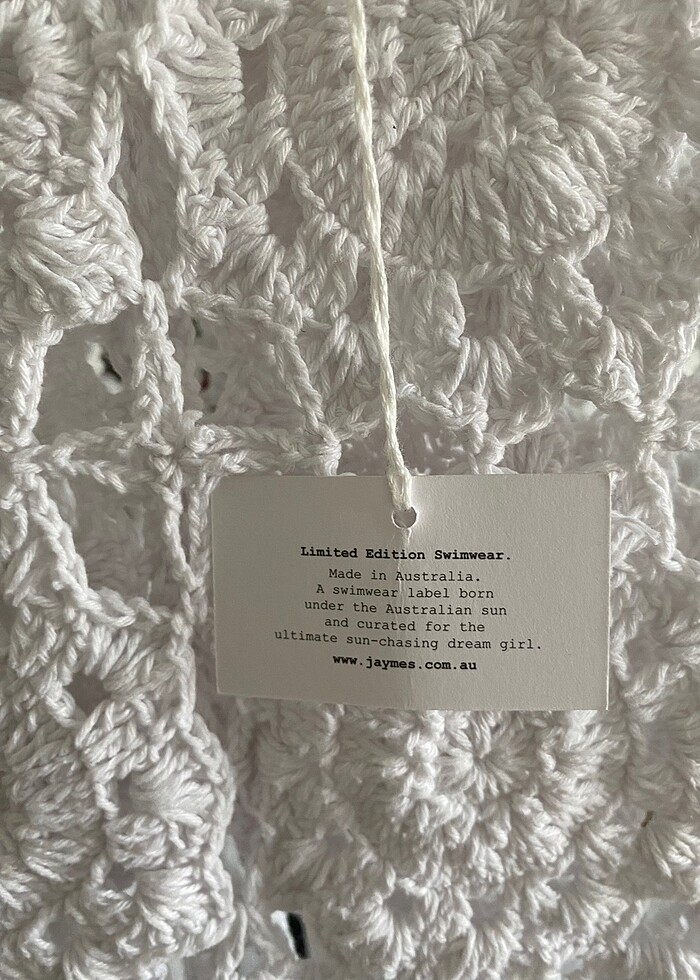 Limited Edition Swimwear.
Made in Australia.
A swimwear label born
under the Australian sun
and curated for the
ultimate sun-chasing dream girl.
www.jaymes.com.au